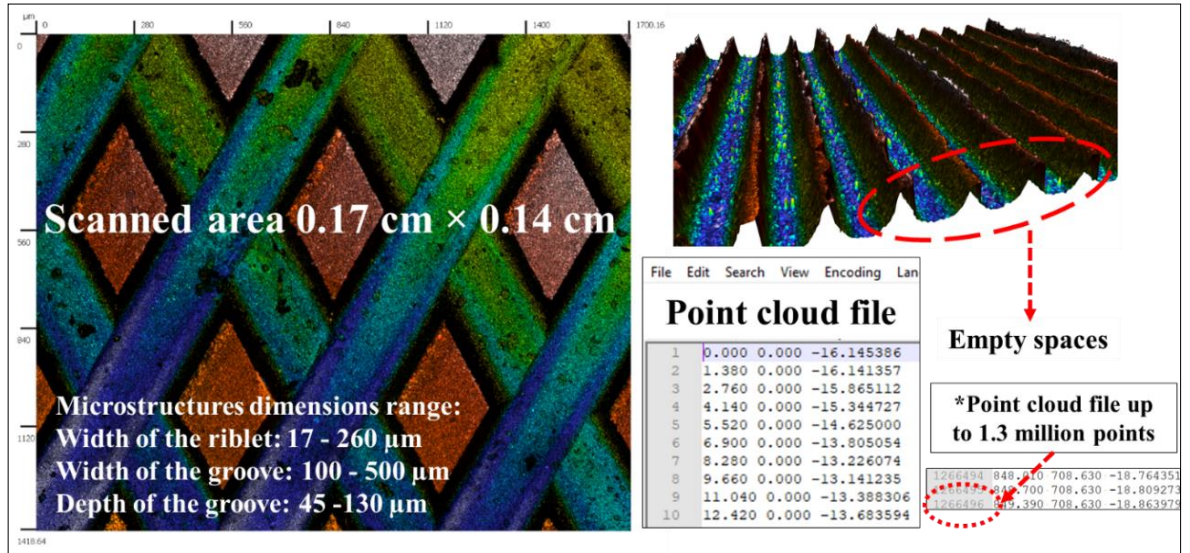 µm
0 280 560 840 1120 1400 1700.16
0
280
560
840
1120
1418.64
Scanned area 0.17 cm × 0.14 cm
Microstructures dimensions range:
Width of the riblet: 17 - 260 µm
Width of the groove: 100 - 500 µm
Depth of the groove: 45 -130 µm
File Edit Search View Encoding Lan
Point cloud file
1 0.000 0.000 -16.145386
2 1.380 0.000 -16.141357
3 2.760 0.000 -15.865112
4 4.140 0.000 -15.344727
5 5.520 0.000 -14.625000
6 6.900 0.000 -13.805054
7 8.280 0.000 -13.226074
8 9.660 0.000 -13.141235
9 11.040 0.000 -13.388306
10 12.420 0.000 -13.683594
Empty spaces
*Point cloud file up
to 1.3 million points
1266494 848.010 708.630 -18.764351
1266495 848.700 708.630 -18.809273
1266496 849.390 708.630 -18.863979